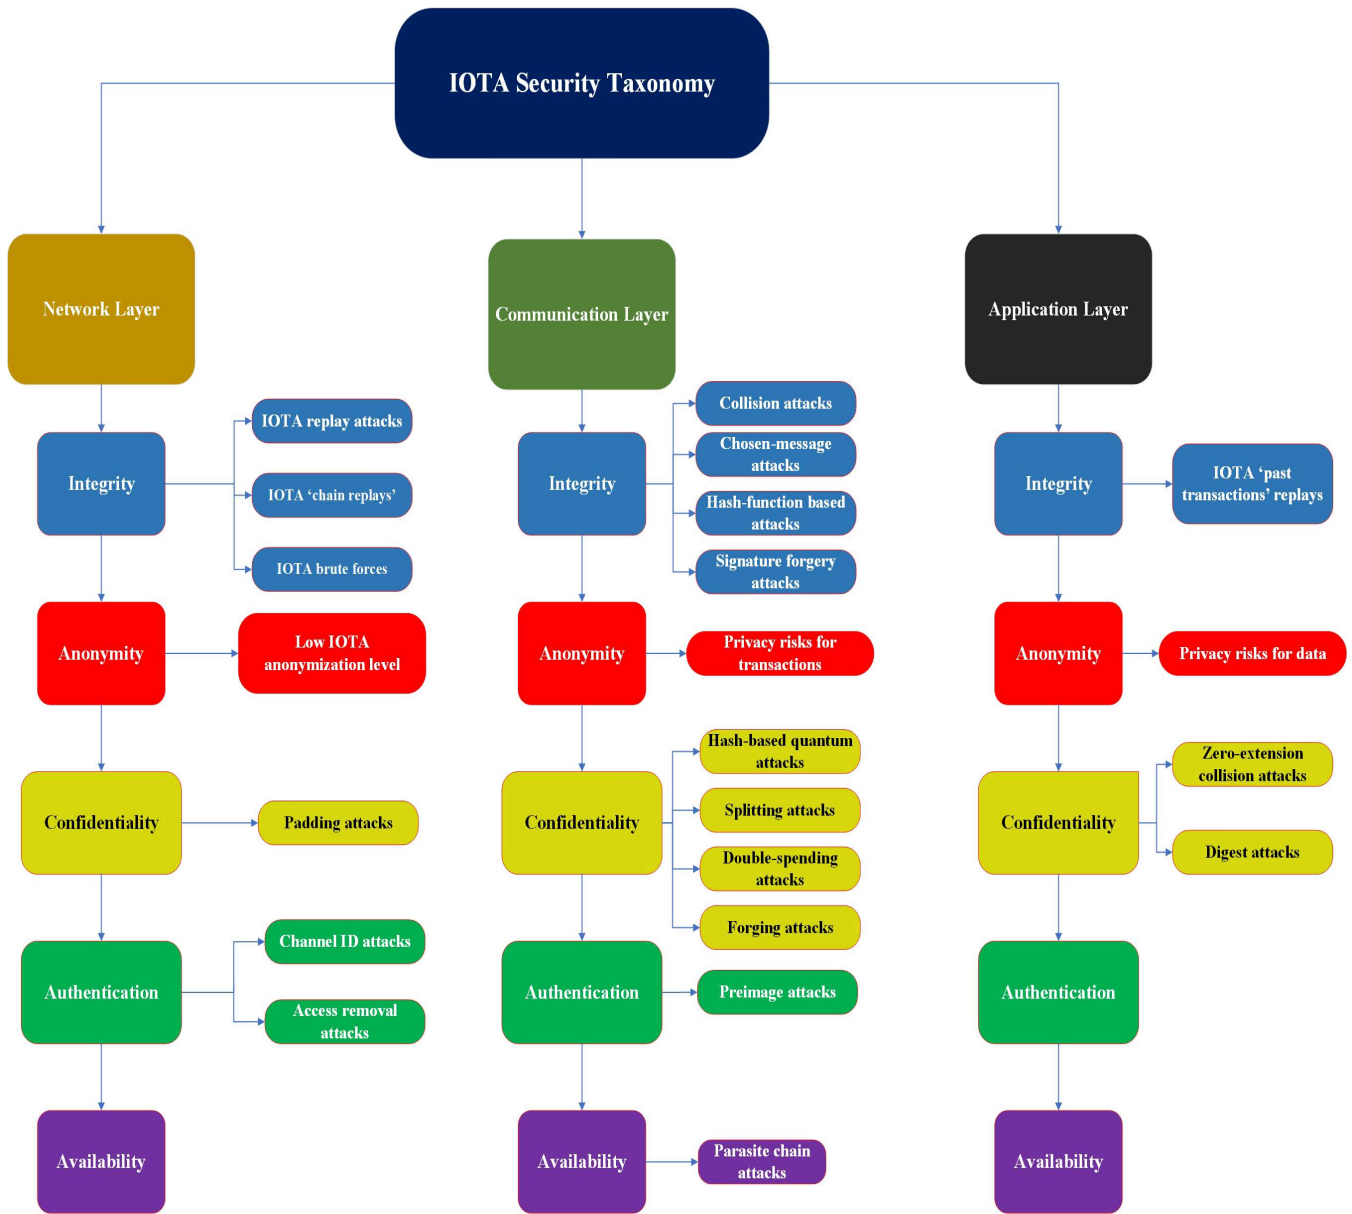 IOTA Security Taxonomy
Network Layer
Integrity
IOTA replay attacks
IOTA ‘chain replays’
IOTA brute forces
Anonymity
Low IOTA
anonymization level
Confidentiality
Padding attacks
Authentication
Channel ID attacks
Access removal
attacks
Availability
Communication Layer
Integrity
Collision attacks
Chosen-message
attacks
Hash-function based
attacks
Signature forgery
attacks
Anonymity
Privacy risks for
transactions
Confidentiality
Hash-based quantum
attacks
Splitting attacks
Double-spending
attacks
Forging attacks
Authentication
Preimage attacks
Availability
Parasite chain
attacks
Application Layer
Integrity
IOTA ‘past
transactions’ replays
Anonymity
Privacy risks for data
Confidentiality
Zero-extension
collision attacks
Digest attacks
Authentication
Availability